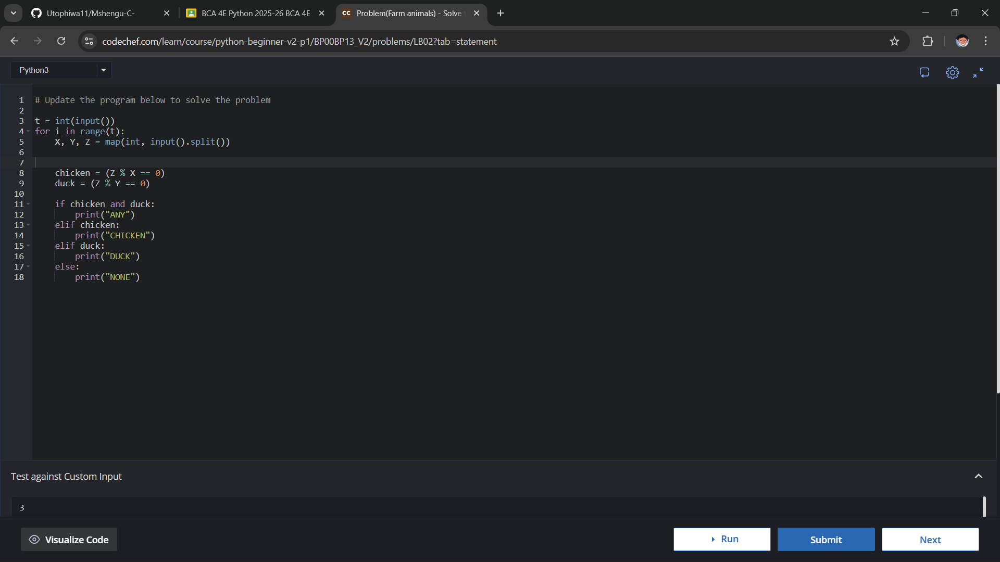 Utophiwa11/Mshengu-C-
BCA 4E Python 2025-26 BCA 4E
CC Problem(Farm animals) - Solve
codechef.com/learn/course/python-beginner-v2-p1/BP00BP13_V2/problems/LB02?tab=statement
Python3
1 # Update the program below to solve the problem
2
3 t = int(input())
4 for i in range(t):
5     X, Y, Z = map(int, input().split())
6
7
8     chicken = (Z % X == 0)
9     duck = (Z % Y == 0)
10
11     if chicken and duck:
12         print("ANY")
13     elif chicken:
14         print("CHICKEN")
15     elif duck:
16         print("DUCK")
17     else:
18         print("NONE")
Test against Custom Input
3
Visualize Code
Run
Submit
Next